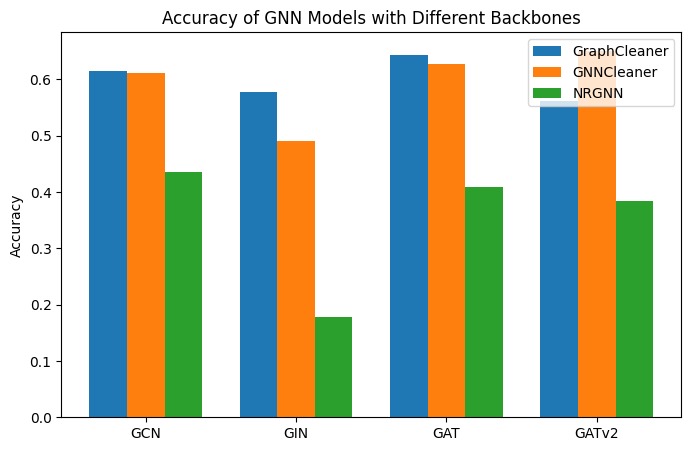 Accuracy of GNN Models with Different Backbones
GraphCleaner
GNNCleaner
NRGNN
Accuracy
0.6
0.5
0.4
0.3
0.2
0.1
0.0
GCN GIN GAT GATv2